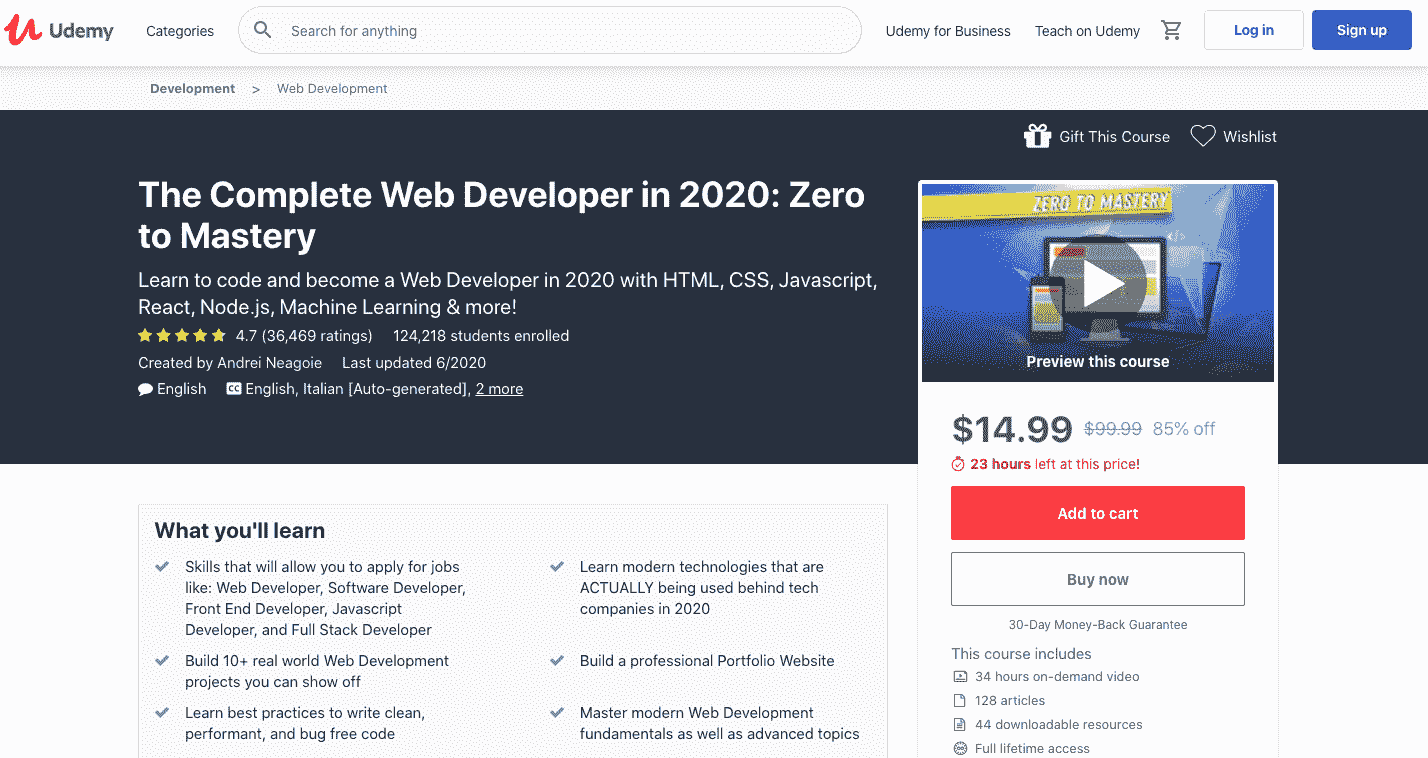 Udemy
Categories
Search for anything
Udemy for Business
Teach on Udemy
Log in
Sign up
Development > Web Development
Gift This Course
Wishlist
The Complete Web Developer in 2020: Zero
to Mastery
Learn to code and become a Web Developer in 2020 with HTML, CSS, Javascript,
React, Node.js, Machine Learning & more!
4.7 (36,469 ratings) 124,218 students enrolled
Created by Andrei Neagoie Last updated 6/2020
English CC English, Italian [Auto-generated], 2 more
ZERO TO MASTERY
</>
Preview this course
$14.99 $99.99 85% off
23 hours left at this price!
Add to cart
Buy now
30-Day Money-Back Guarantee
This course includes
34 hours on-demand video
128 articles
44 downloadable resources
Full lifetime access
What you'll learn
Skills that will allow you to apply for jobs
like: Web Developer, Software Developer,
Front End Developer, Javascript
Developer, and Full Stack Developer
Learn modern technologies that are
ACTUALLY being used behind tech
companies in 2020
Build 10+ real world Web Development
projects you can show off
Build a professional Portfolio Website
Learn best practices to write clean,
performant, and bug free code
Master modern Web Development
fundamentals as well as advanced topics